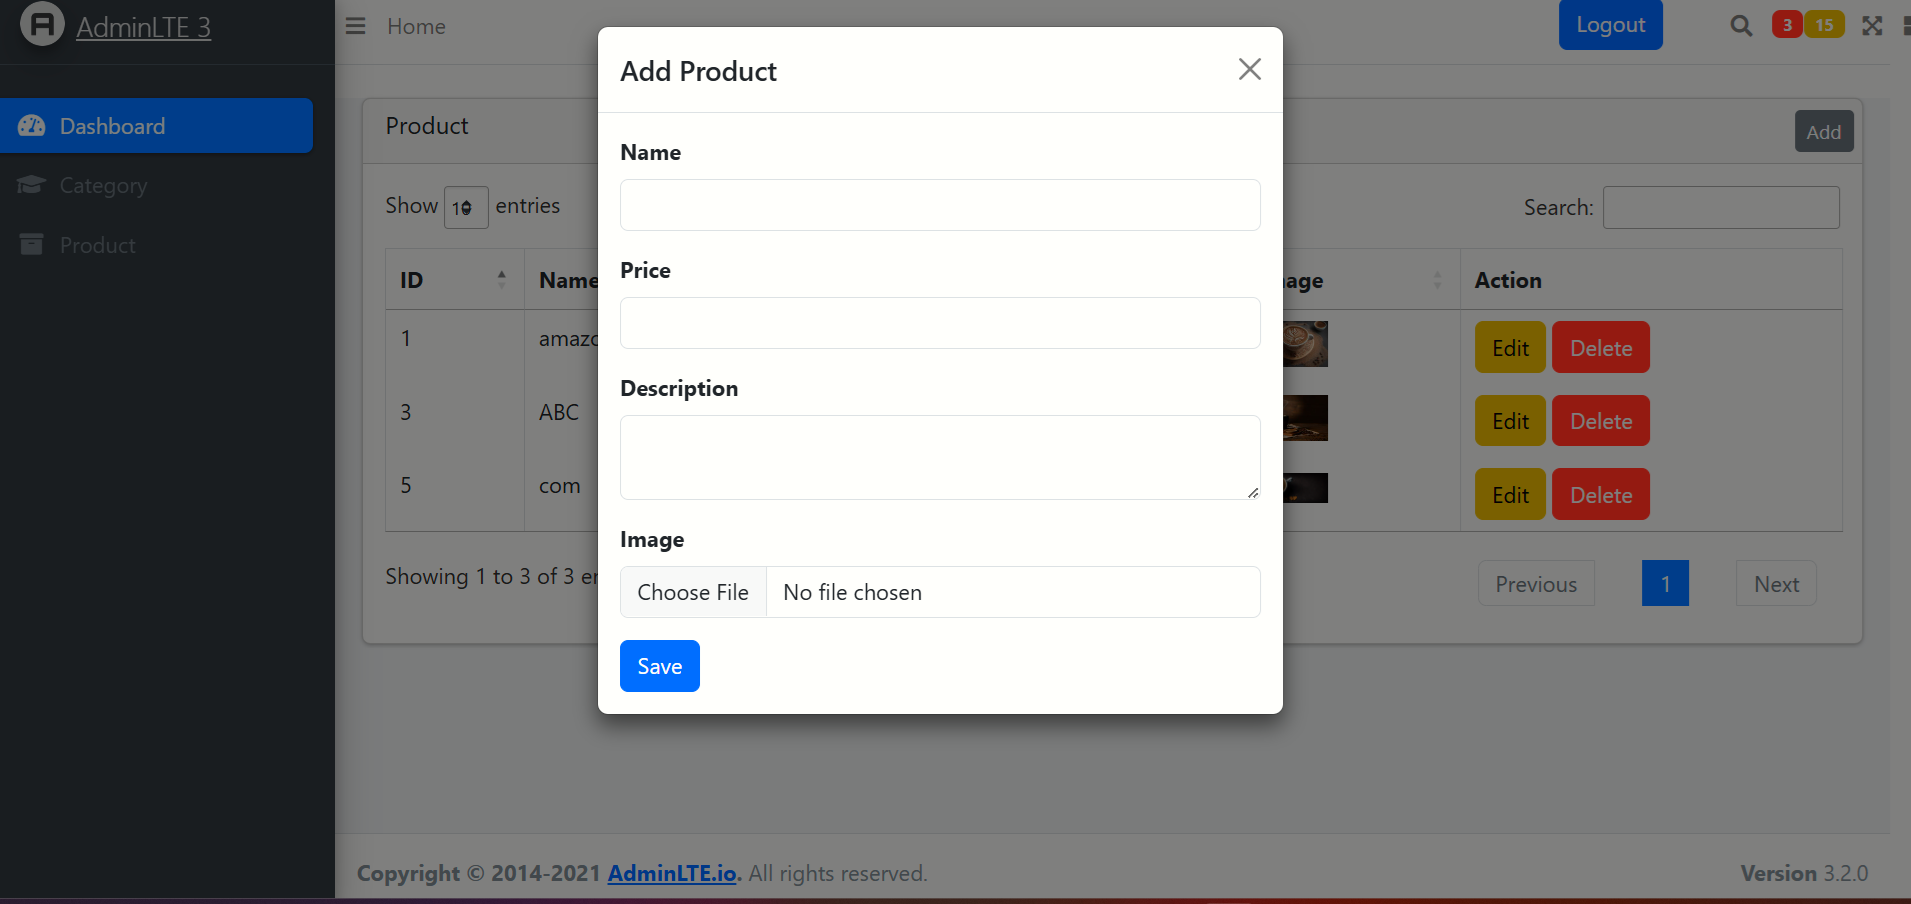 AdminLTE 3
Home
Logout
3
15
Dashboard
Category
Product
Product
Add
Show 10 entries
Search:
ID
Name
Action
1
3
ABC
5
com
Edit Delete
Edit Delete
Edit Delete
Showing 1 to 3 of 3
Previous 1 Next
Add Product
Name
Price
Description
Image
Choose File No file chosen
Save
Copyright © 2014-2021 AdminLTE.io. All rights reserved.
Version 3.2.0